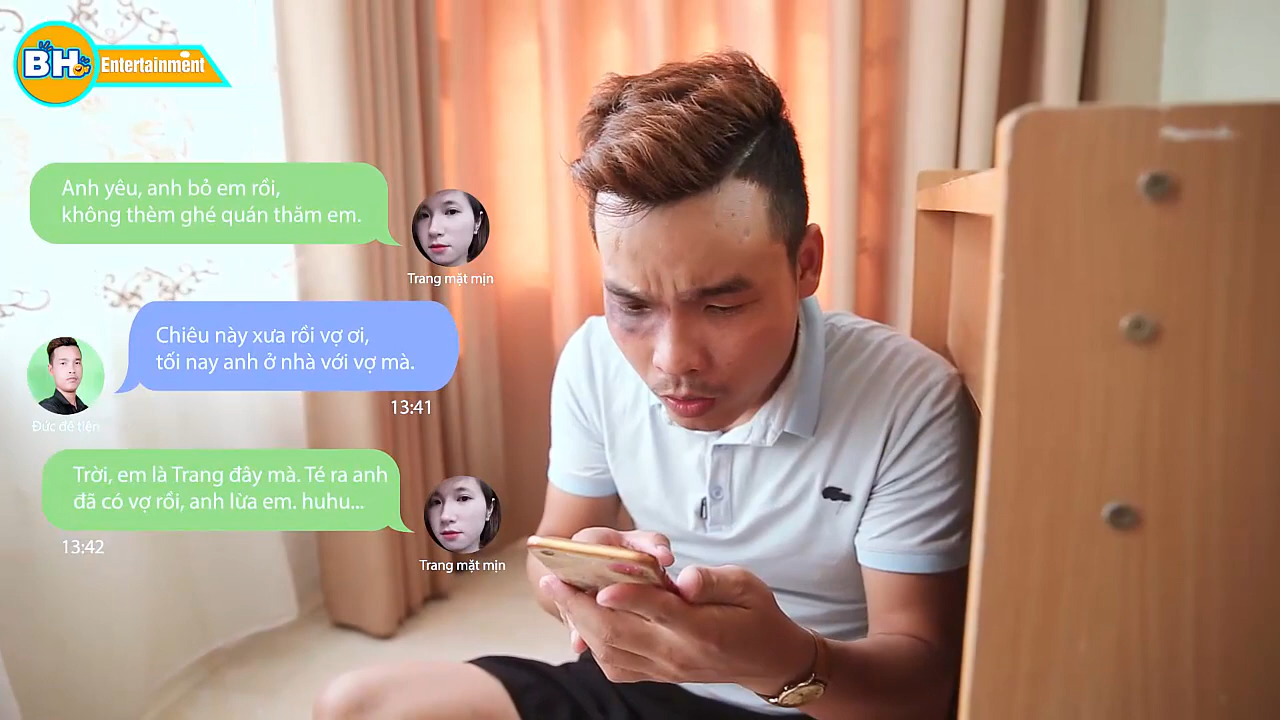 BH
Entertainment
Anh yêu, anh bỏ em rồi,
không thèm ghé quán thăm em.
Trang mặt mịn
Chiêu này xưa rồi vợ ơi,
tối nay anh ở nhà với vợ mà.
13:41
Đức đê tiện
Trời, em là Trang đây mà. Té ra anh
đã có vợ rồi, anh lừa em. huhu...
13:42
Trang mặt mịn